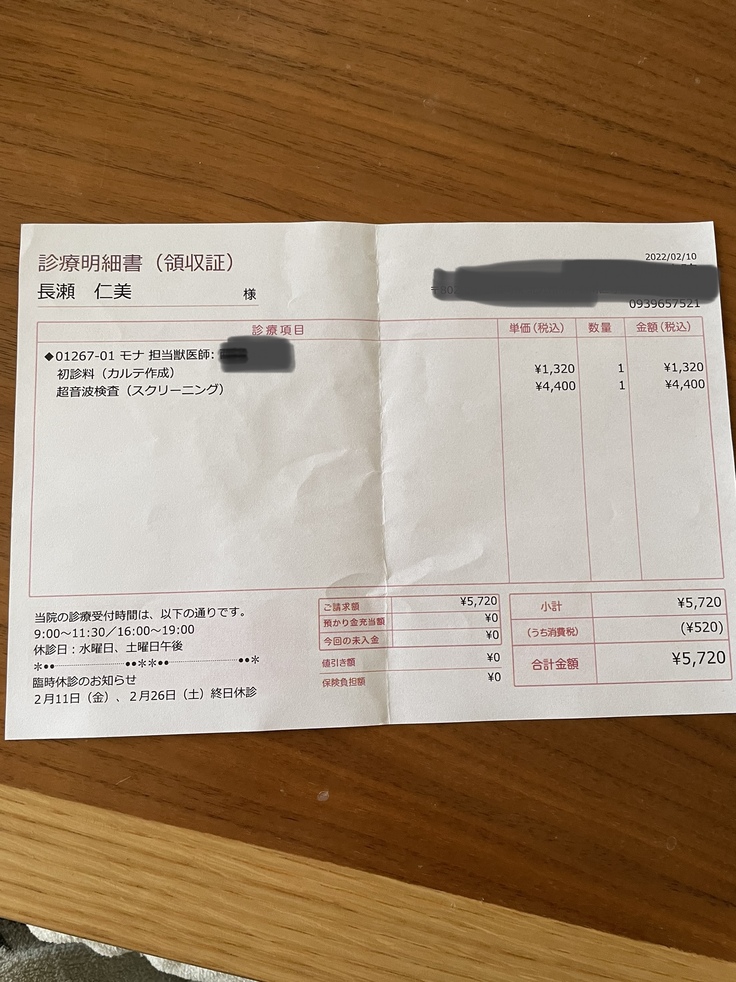 2022/02/10
診療明細書（領収証）
長瀬　仁美　様
0939657521
診療項目 単価（税込） 数量 金額（税込）
◆01267-01 モナ 担当獣医師:
初診料（カルテ作成） ¥1,320 1 ¥1,320
超音波検査（スクリーニング） ¥4,400 1 ¥4,400
当院の診療受付時間は、以下の通りです。
9:00～11:30／16:00～19:00
休診日：水曜日、土曜日午後
＊●●┈┈┈┈┈┈●●＊＊●●┈┈┈┈┈┈●●＊
臨時休診のお知らせ
２月11日（金）、２月26日（土）終日休診
ご請求額 ¥5,720
預かり金充当額 ¥0
今回の未入金 ¥0
値引き額 ¥0
保険負担額 ¥0
小計 ¥5,720
（うち消費税） (¥520)
合計金額 ¥5,720